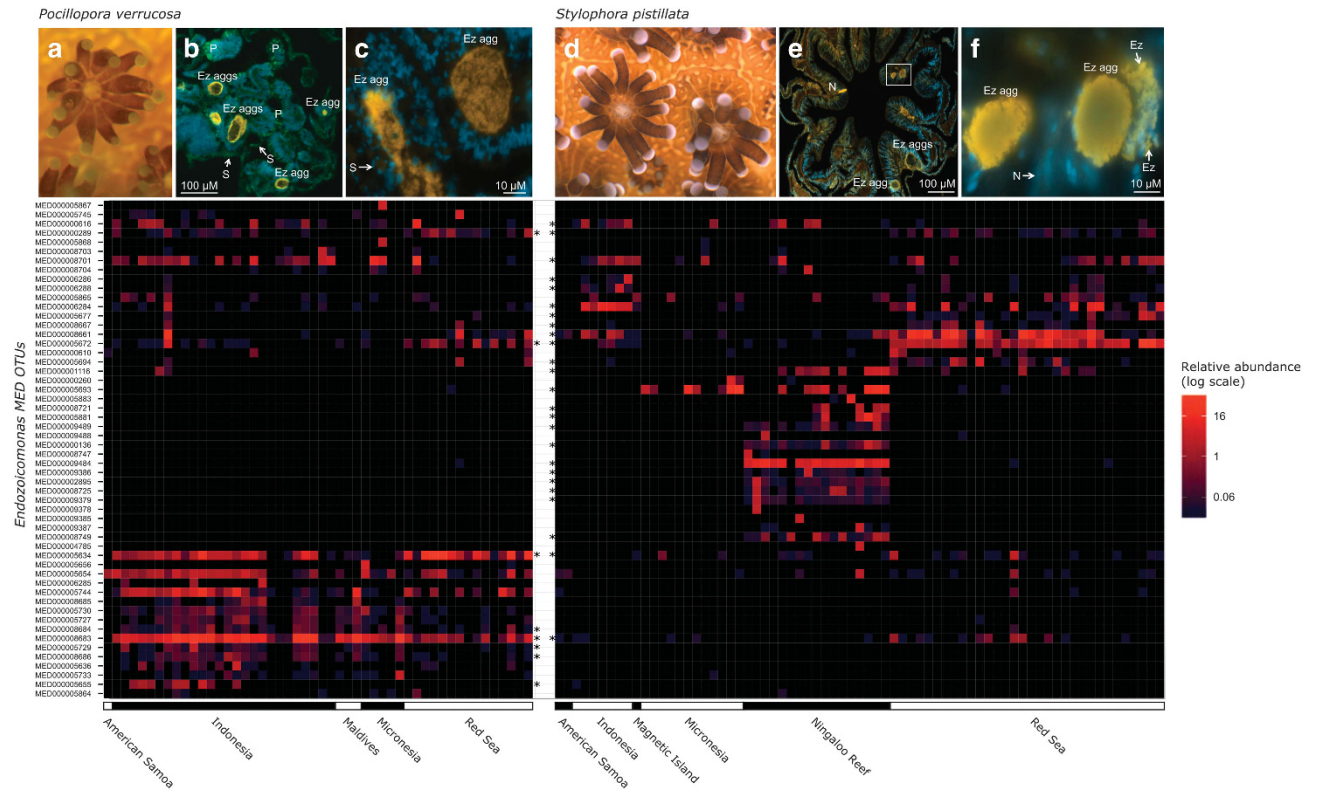 Pocillopora verrucosa
Stylophora pistillata
a
b
P
P
Ez aggs
Ez aggs
Ez agg
P
S
S
Ez agg
100 μM
c
Ez agg
Ez agg
S
10 μM
d
e
N
Ez aggs
Ez agg
100 μM
f
Ez
Ez agg
Ez agg
N
Ez
10 μM
Endozoicomonas MED OTUs
MED000005867
MED000005745
MED000000616
MED000000289
MED000005868
MED000008703
MED000008701
MED000008704
MED000006286
MED000006288
MED000005865
MED000006284
MED000005677
MED000008667
MED000008661
MED000005672
MED000000610
MED000005694
MED000001116
MED000000260
MED000005693
MED000005883
MED000008721
MED000005881
MED000009489
MED000009488
MED000000136
MED000008747
MED000009484
MED000009386
MED000002895
MED000008725
MED000009379
MED000009378
MED000009385
MED000009387
MED000008749
MED000004785
MED000005634
MED000005656
MED000005654
MED000006285
MED000005744
MED000008685
MED000005730
MED000005727
MED000008684
MED000008683
MED000005729
MED000008686
MED000005636
MED000005733
MED000005655
MED000005864
American Samoa
Indonesia
Maldives
Micronesia
Red Sea
American Samoa
Indonesia
Magnetic Island
Micronesia
Ningaloo Reef
Red Sea
Relative abundance
(log scale)
16
1
0.06